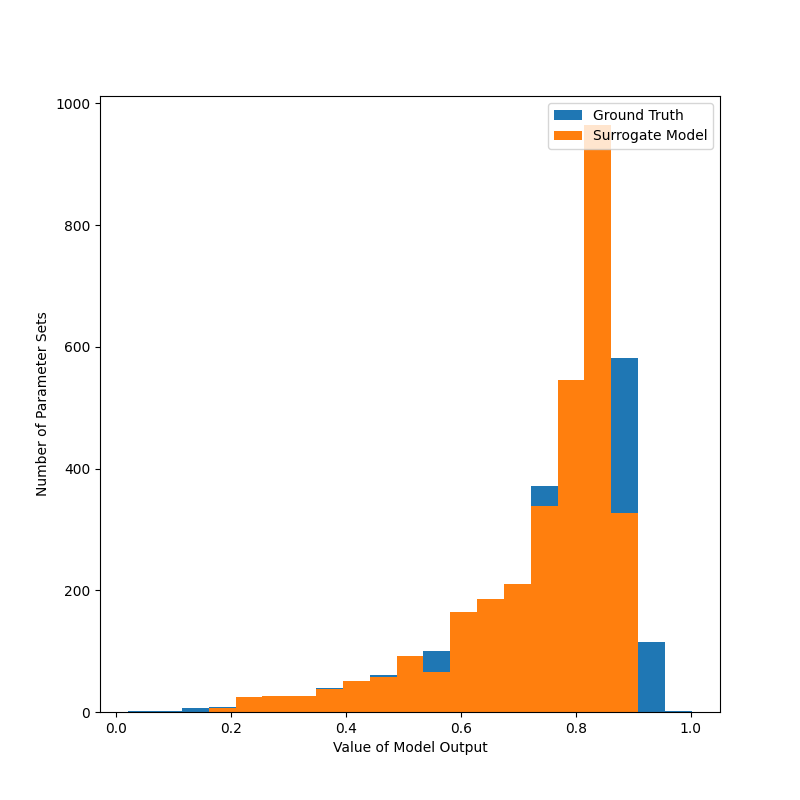 Ground Truth
Surrogate Model
1000
800
600
400
200
0
Number of Parameter Sets
0.0 0.2 0.4 0.6 0.8 1.0
Value of Model Output